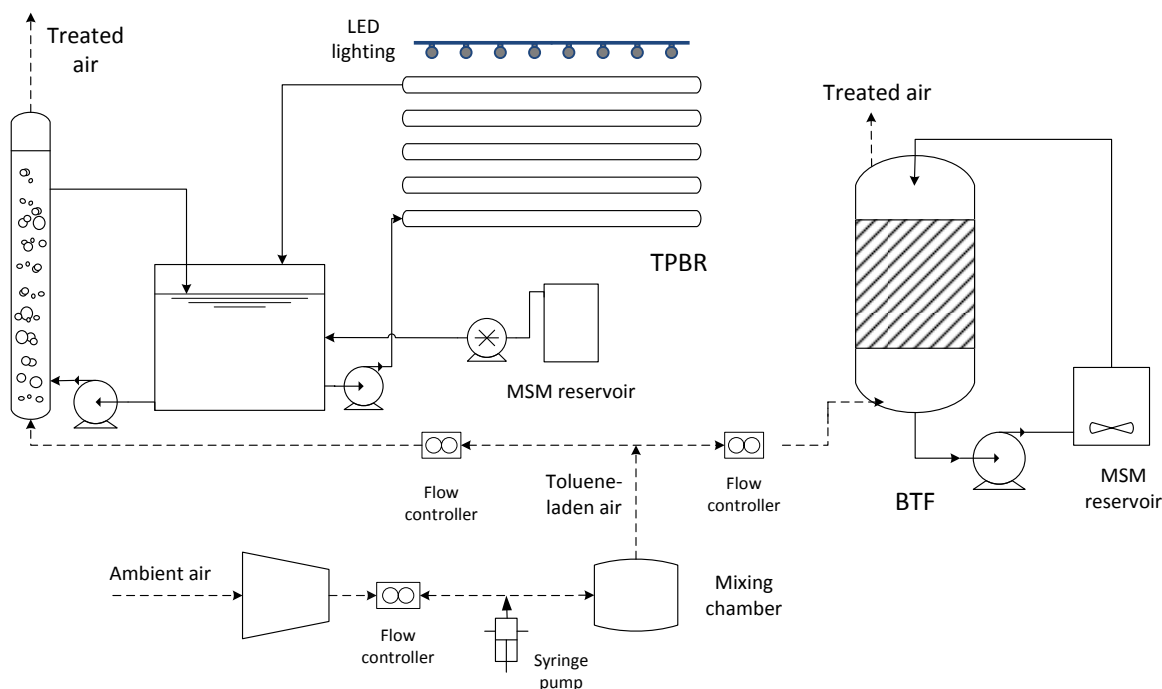 Treated
air
LED
lighting
Treated air
TPBR
MSM reservoir
Flow
controller
Toluene-
laden air
Flow
controller
BTF
MSM
reservoir
Ambient air
Flow
controller
Syringe
pump
Mixing
chamber